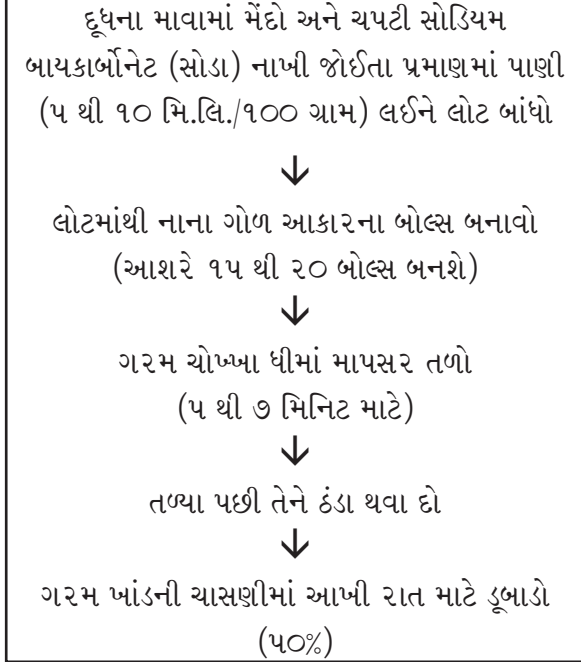 દૂધના માવામાં મેંદો અને ચપટી સોડિયમ
બાયકાર્બોનેટ (સોડા) નાખી જોઈતા પ્રમાણમાં પાણી
(૫ થી ૧૦ મિ.લિ./૧૦૦ ગ્રામ) લઈને લોટ બાંધો
↓
લોટમાંથી નાના ગોળ આકારના બોલ્સ બનાવો
(આશરે ૧૫ થી ૨૦ બોલ્સ બનશે)
↓
ગરમ ચોખ્ખા ઘીમાં માપસર તળો
(૫ થી ૭ મિનિટ માટે)
↓
તળ્યા પછી તેને ઠંડા થવા દો
↓
ગરમ ખાંડની ચાસણીમાં આખી રાત માટે ડૂબાડો
(૫૦%)